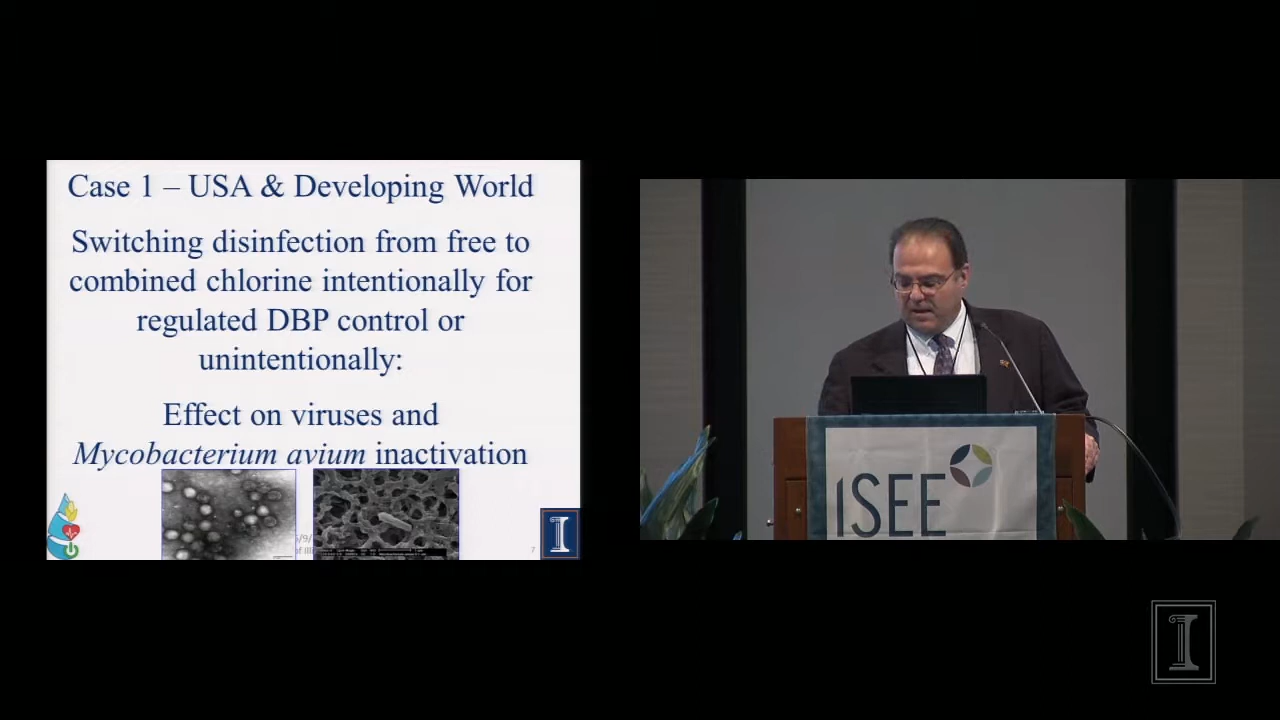 Case 1 – USA & Developing World
Switching disinfection from free to
combined chlorine intentionally for
regulated DBP control or
unintentionally:
Effect on viruses and
Mycobacterium avium inactivation
7
I
ISEE
I